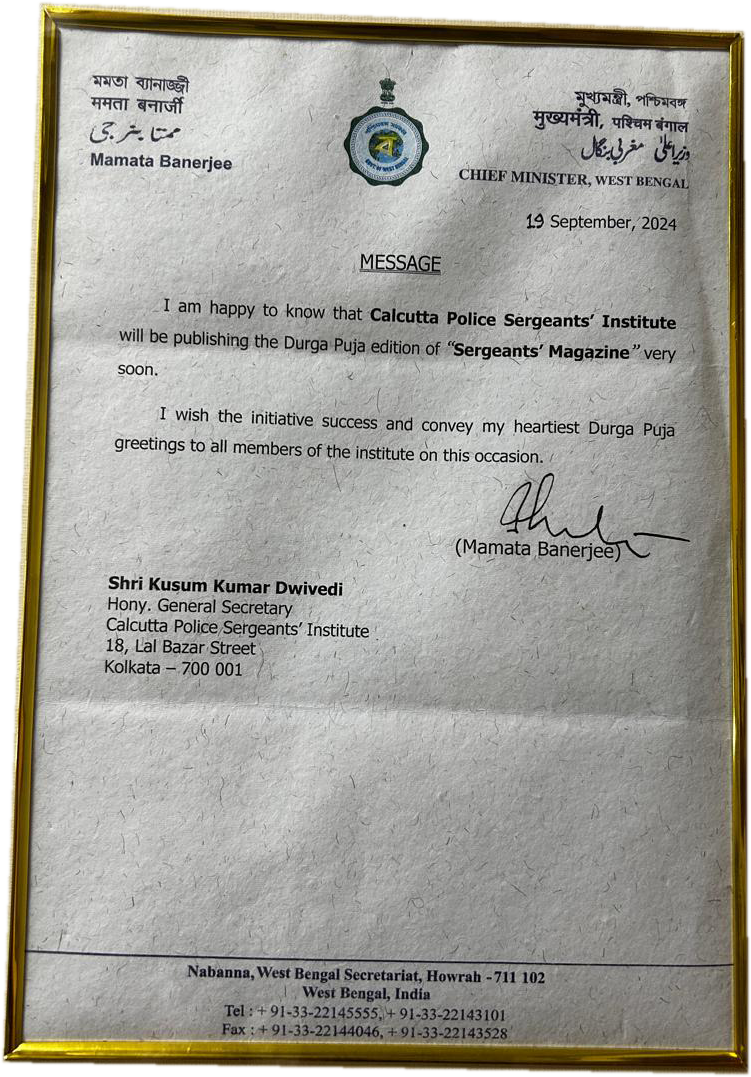 মমতা ব্যানার্জ্জী
ममता बनार्जी
ممتا بنرجی
Mamata Banerjee
মুখ্যমন্ত্রী, পশ্চিমবঙ্গ
मुख्यमंत्री, पश्चिम बंगाल
وزیراعلیٰ مغربی بنگال
CHIEF MINISTER, WEST BENGAL
19 September, 2024
MESSAGE
I am happy to know that Calcutta Police Sergeants’ Institute
will be publishing the Durga Puja edition of “Sergeants’ Magazine” very
soon.
I wish the initiative success and convey my heartiest Durga Puja
greetings to all members of the institute on this occasion.
(Mamata Banerjee)
Shri Kusum Kumar Dwivedi
Hony. General Secretary
Calcutta Police Sergeants’ Institute
18, Lal Bazar Street
Kolkata – 700 001
Nabanna, West Bengal Secretariat, Howrah - 711 102
West Bengal, India
Tel : + 91-33-22145555, + 91-33-22143101
Fax : + 91-33-22144046, + 91-33-22143528